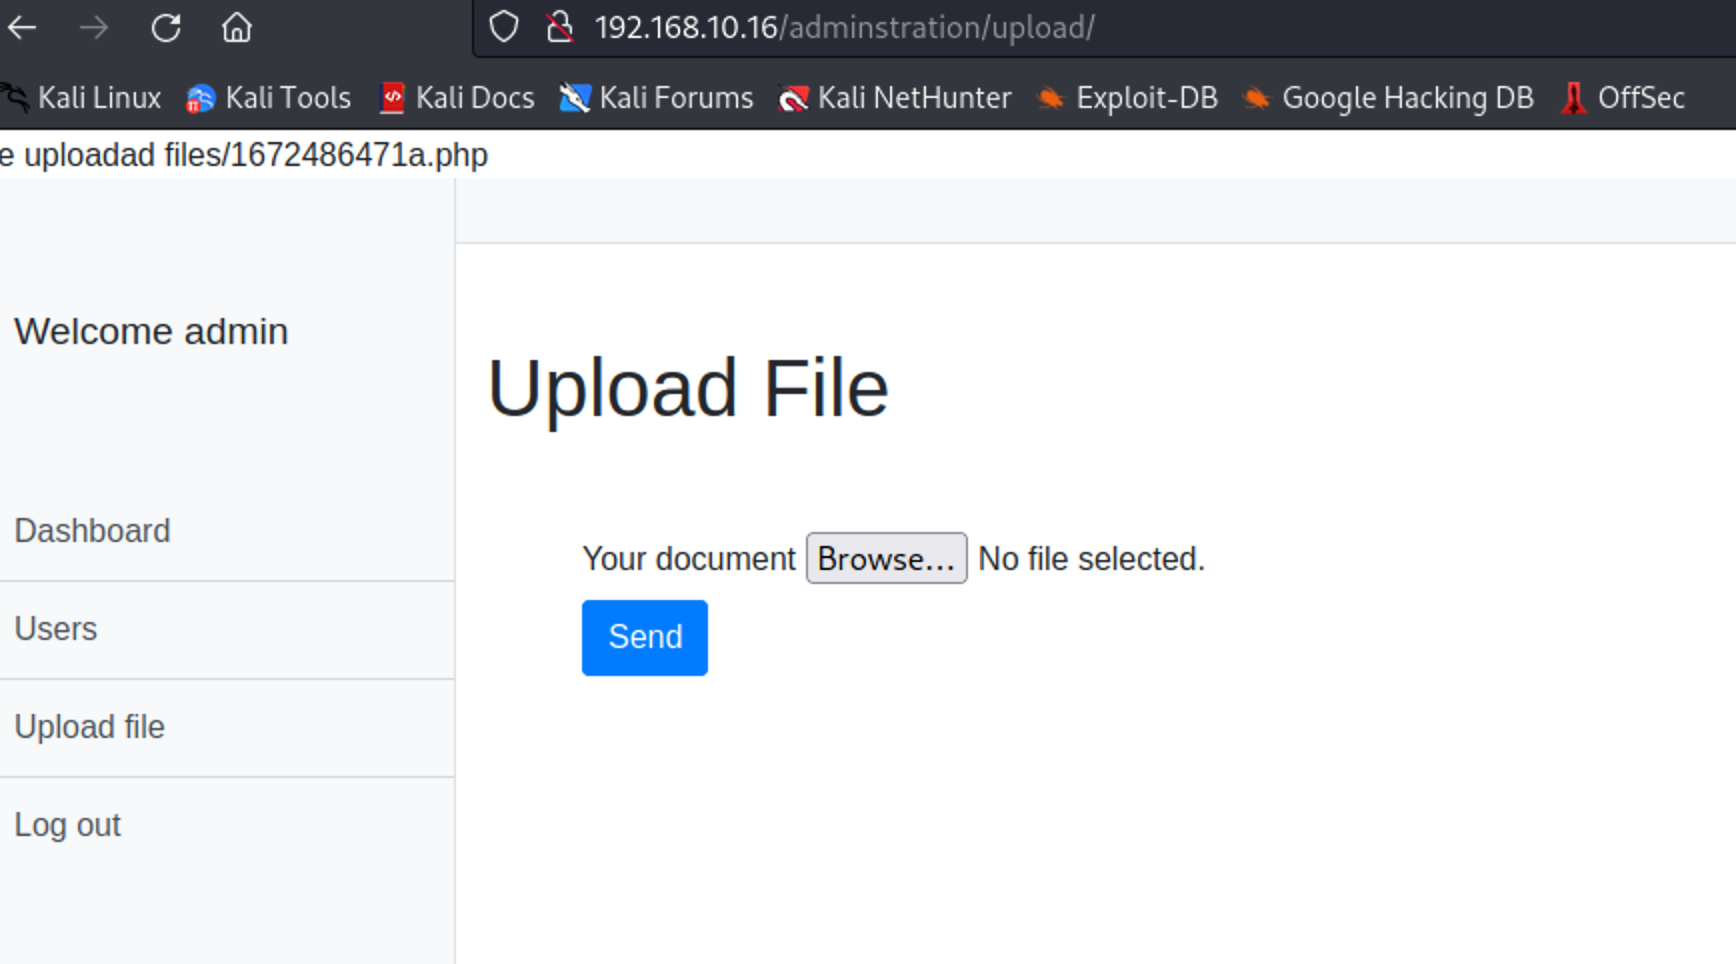 192.168.10.16/adminstration/upload/
Kali Linux Kali Tools Kali Docs Kali Forums Kali NetHunter Exploit-DB Google Hacking DB OffSec
e uploadad files/1672486471a.php
Welcome admin
Upload File
Dashboard
Your document Browse... No file selected.
Users
Send
Upload file
Log out